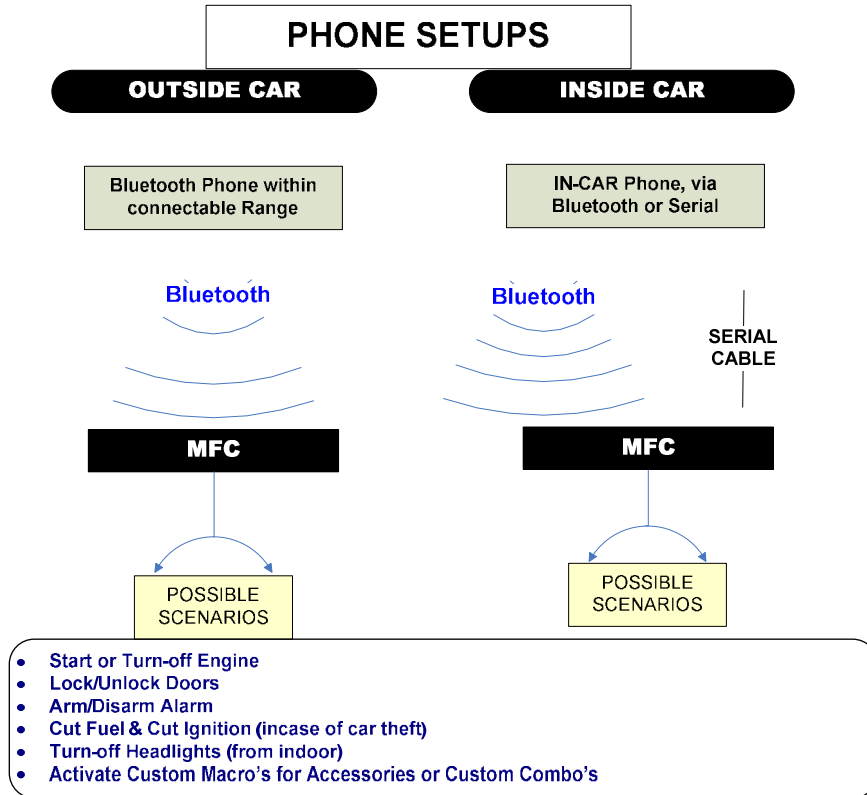 PHONE SETUPS
OUTSIDE CAR
INSIDE CAR
Bluetooth Phone within
connectable Range
IN-CAR Phone, via
Bluetooth or Serial
Bluetooth
Bluetooth
SERIAL
CABLE
MFC
MFC
POSSIBLE
SCENARIOS
POSSIBLE
SCENARIOS
• Start or Turn-off Engine
• Lock/Unlock Doors
• Arm/Disarm Alarm
• Cut Fuel & Cut Ignition (incase of car theft)
• Turn-off Headlights (from indoor)
• Activate Custom Macro's for Accessories or Custom Combo's